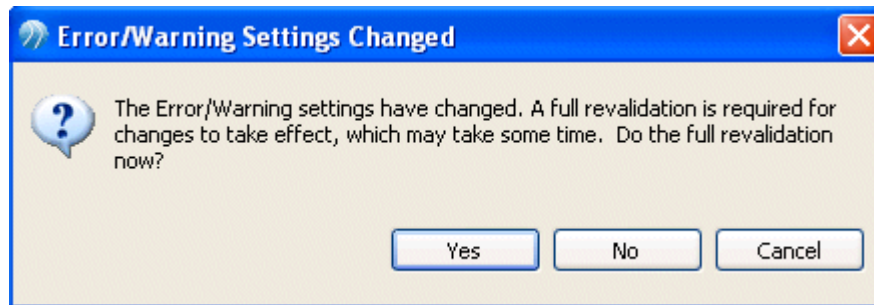 Error/Warning Settings Changed
The Error/Warning settings have changed. A full revalidation is required for
changes to take effect, which may take some time.  Do the full revalidation
now?
Yes No Cancel